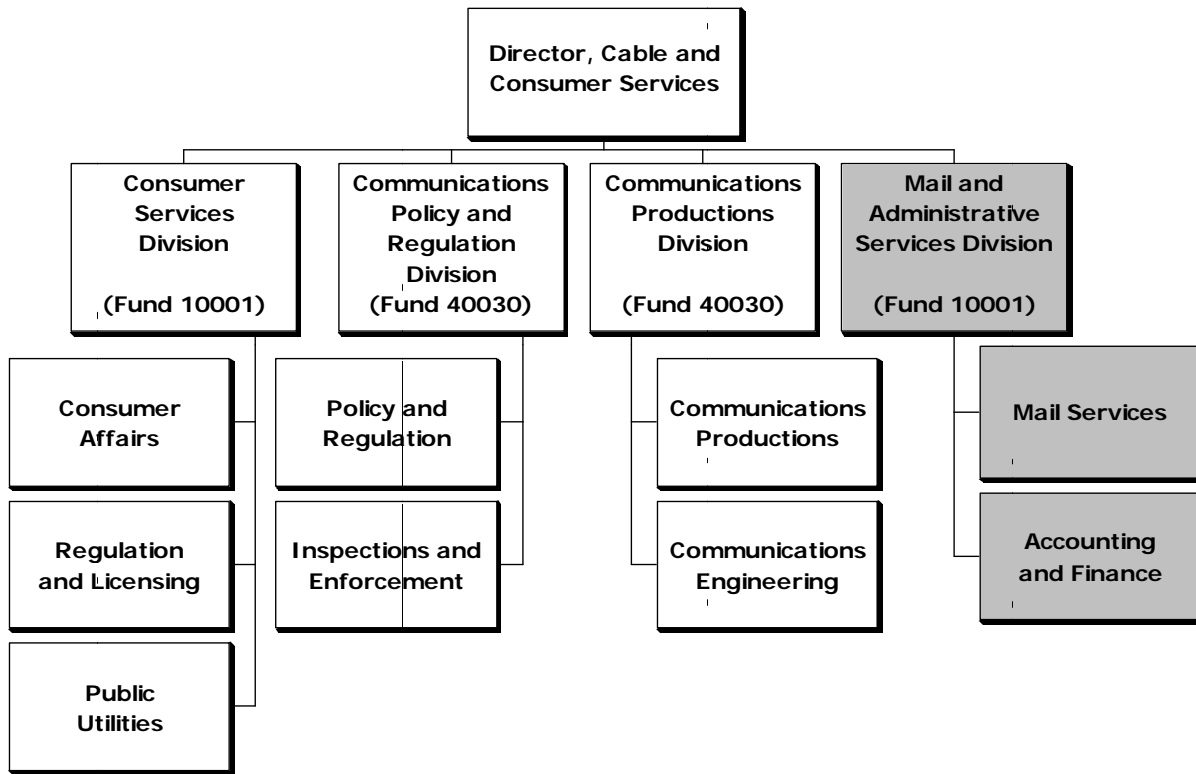 Director, Cable and
Consumer Services
Consumer
Services
Division
(Fund 10001)
Communications
Policy and
Regulation
Division
(Fund 40030)
Communications
Productions
Division
(Fund 40030)
Mail and
Administrative
Services Division
(Fund 10001)
Consumer
Affairs
Policy and
Regulation
Communications
Productions
Mail Services
Regulation
and Licensing
Inspections and
Enforcement
Communications
Engineering
Accounting
and Finance
Public
Utilities